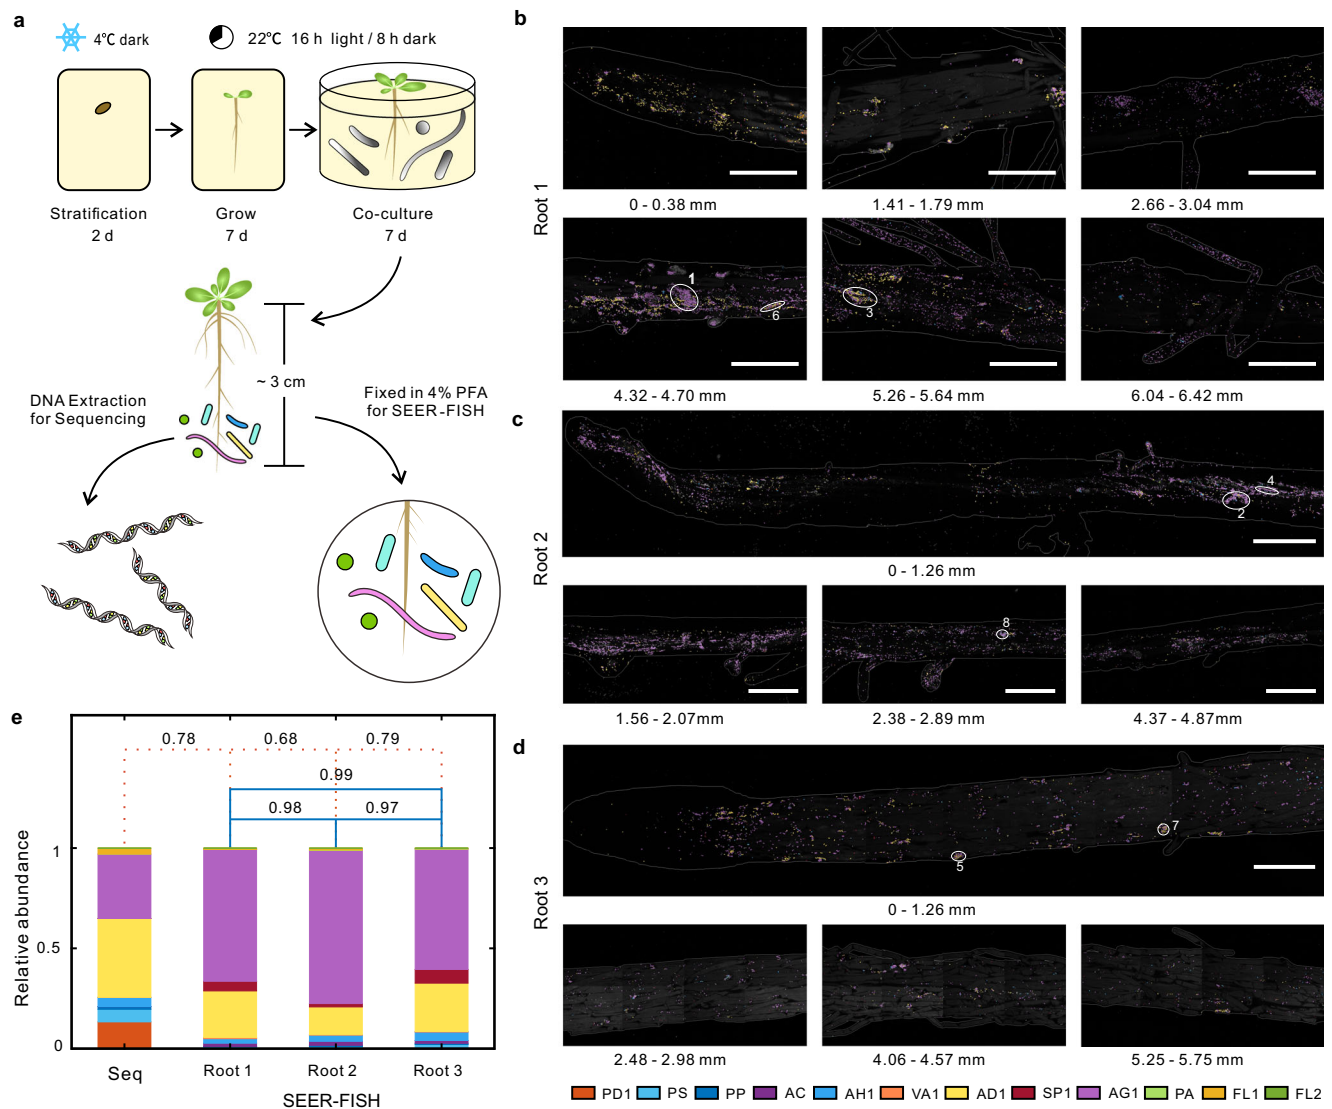 a
4℃ dark
22℃ 16 h light / 8 h dark
Stratification
2 d
Grow
7 d
Co-culture
7 d
~ 3 cm
DNA Extraction
for Sequencing
Fixed in 4% PFA
for SEER-FISH
b
Root 1
0 - 0.38 mm
1.41 - 1.79 mm
2.66 - 3.04 mm
1
6
3
4.32 - 4.70 mm
5.26 - 5.64 mm
6.04 - 6.42 mm
c
Root 2
4
2
0 - 1.26 mm
8
1.56 - 2.07mm
2.38 - 2.89 mm
4.37 - 4.87mm
d
Root 3
7
5
0 - 1.26 mm
2.48 - 2.98 mm
4.06 - 4.57 mm
5.25 - 5.75 mm
PD1 PS PP AC AH1 VA1 AD1 SP1 AG1 PA FL1 FL2
e
0.78 0.68 0.79
0.99
0.98 0.97
Relative abundance
1
0.5
0
Seq Root 1 Root 2 Root 3
SEER-FISH